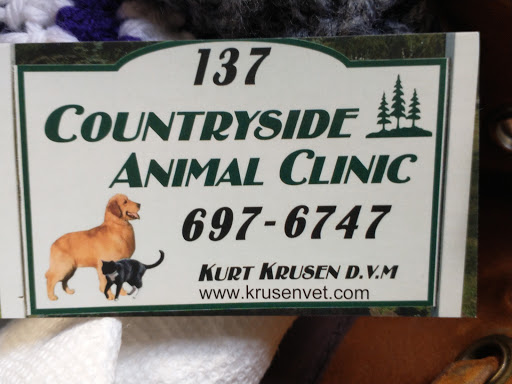 137
COUNTRYSIDE
ANIMAL CLINIC
697-6747
KURT KRUSEN D.V.M
www.krusenvet.com